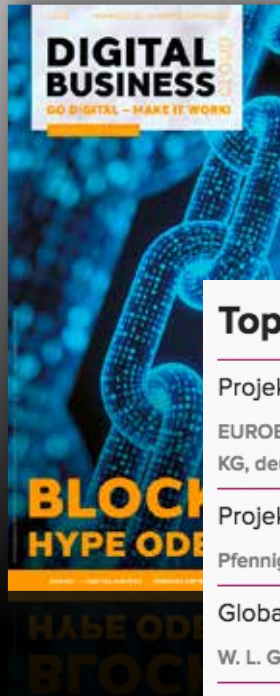 DIGITAL
BUSINESS
CLOUD
GO DIGITAL – MAKE IT WORK!
BLOCK
HYPE ODE
Top
Projek
EUROE
KG, de
Projek
Pfennig
Globa
W. L. G